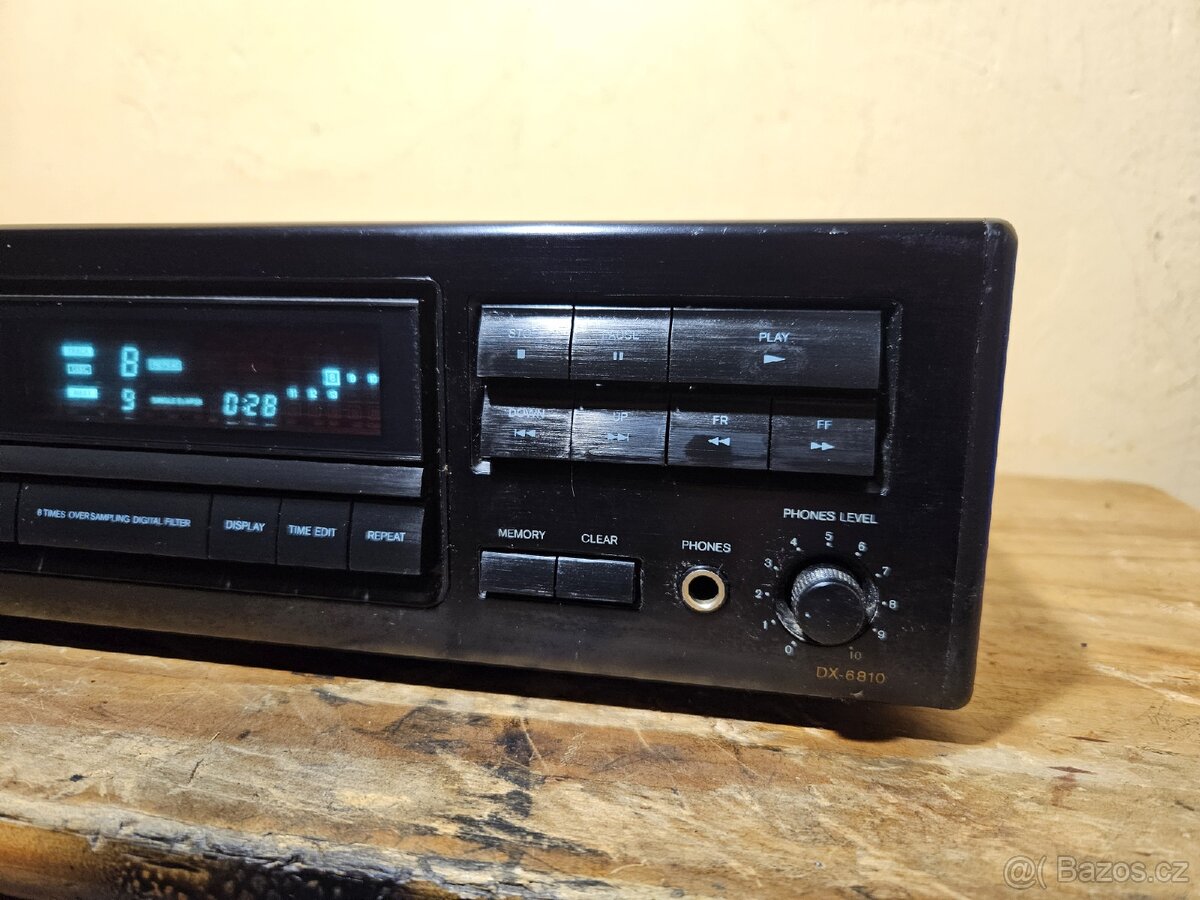 PLAY
8
9
0:28
DOWN
UP
FR
FF
8 TIMES OVERSAMPLING DIGITAL FILTER
DISPLAY
TIME EDIT
REPEAT
MEMORY
CLEAR
PHONES
PHONES LEVEL
0 1 2 3 4 5 6 7 8 9 10
DX-6810
@( Bazos.cz